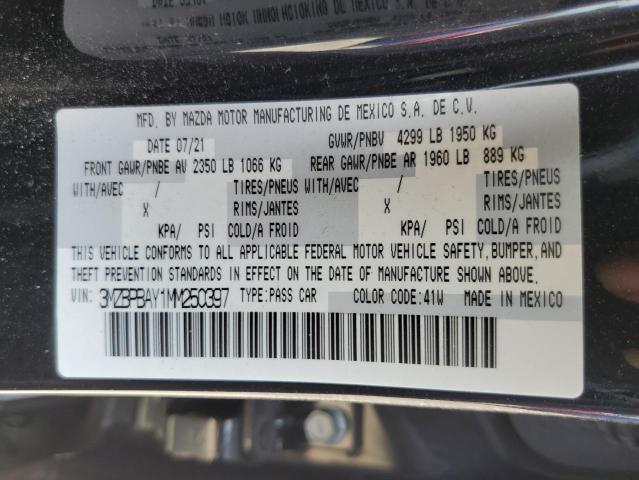 MFD. BY MAZDA MOTOR MANUFACTURING DE MEXICO S.A. DE C.V.
DATE 07/21 GVWR/PNBV 4299 LB 1950 KG
FRONT GAWR/PNBE AV 2350 LB 1066 KG REAR GAWR/PNBE AR 1960 LB 889 KG
WITH/AVEC / TIRES/PNEUS WITH/AVEC / TIRES/PNEUS
X RIMS/JANTES X RIMS/JANTES
KPA/ PSI COLD/A FROID KPA/ PSI COLD/A FROID
THIS VEHICLE CONFORMS TO ALL APPLICABLE FEDERAL MOTOR VEHICLE SAFETY, BUMPER, AND
THEFT PREVENTION STANDARDS IN EFFECT ON THE DATE OF MANUFACTURE SHOWN ABOVE.
VIN: 3MZBPBAY1MM250397 TYPE:PASS CAR COLOR CODE:41W MADE IN MEXICO